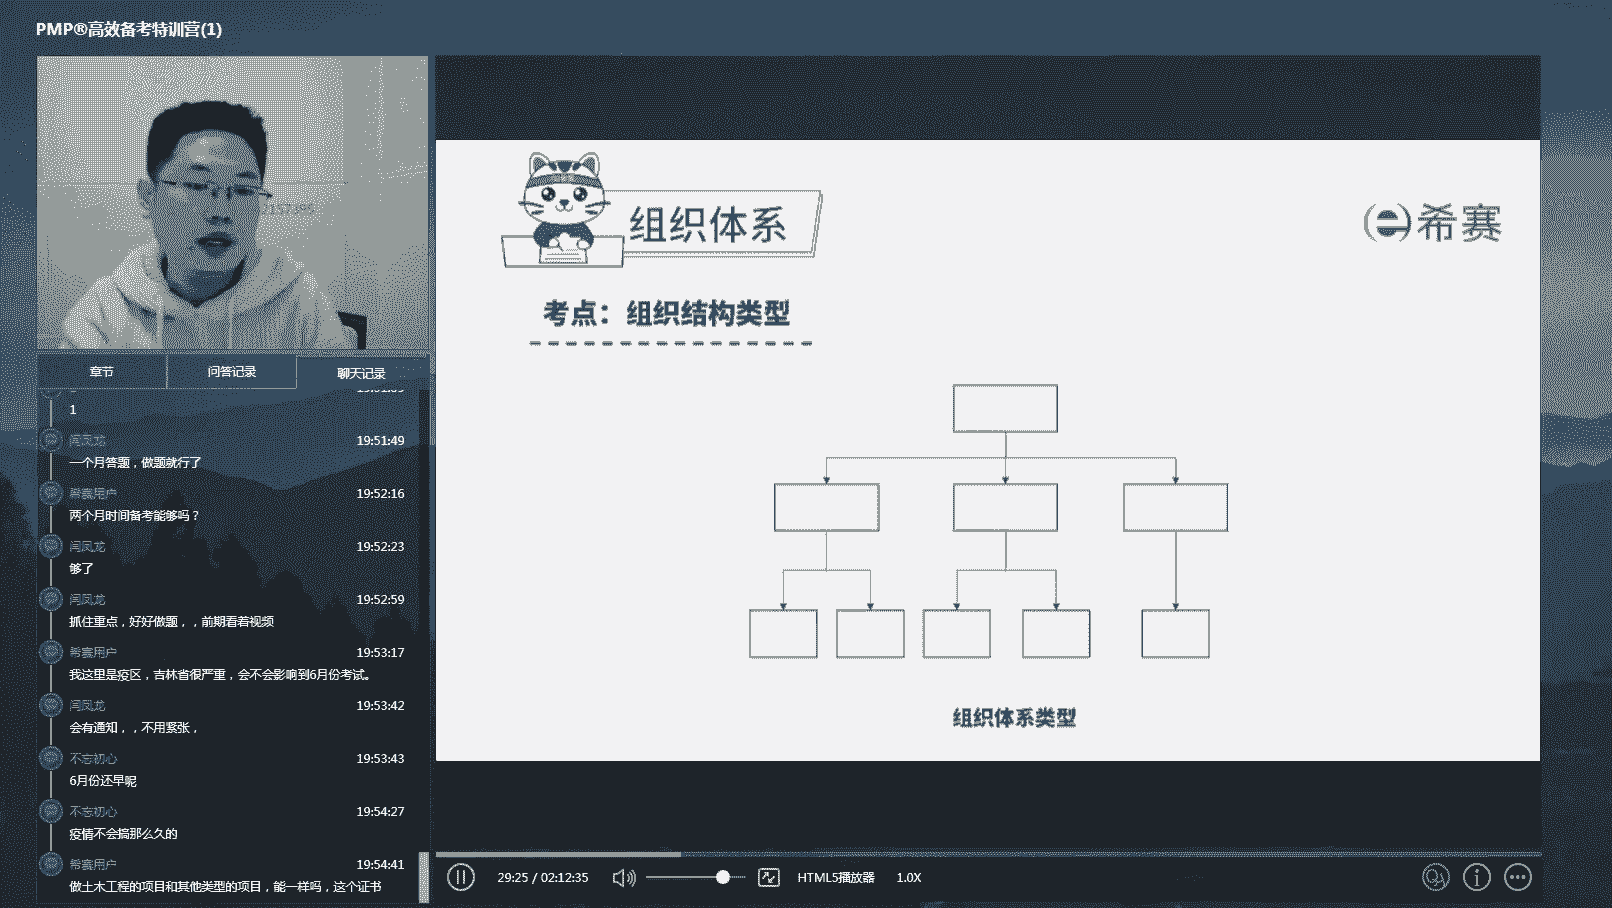 PMP®高效备考特训营(1)
章节
问答记录
聊天记录
1
闫凤龙
19:51:49
一个月答题，做题就行了
希赛用户
19:52:16
两个月时间备考能够吗？
闫凤龙
19:52:23
够了
闫凤龙
19:52:59
抓住重点，好好做题，，前期看着视频
希赛用户
19:53:17
我这里是疫区，吉林省很严重，会不会影响到6月份考试。
闫凤龙
19:53:42
会有通知，，不用紧张，
不忘初心
19:53:43
6月份还早呢
不忘初心
19:54:27
疫情不会搞那么久的
希赛用户
19:54:41
做土木工程的项目和其他类型的项目，能一样吗，这个证书
组织体系
希赛
考点：组织结构类型
组织体系类型
29:25 / 02:12:35
HTML5播放器
1.0X